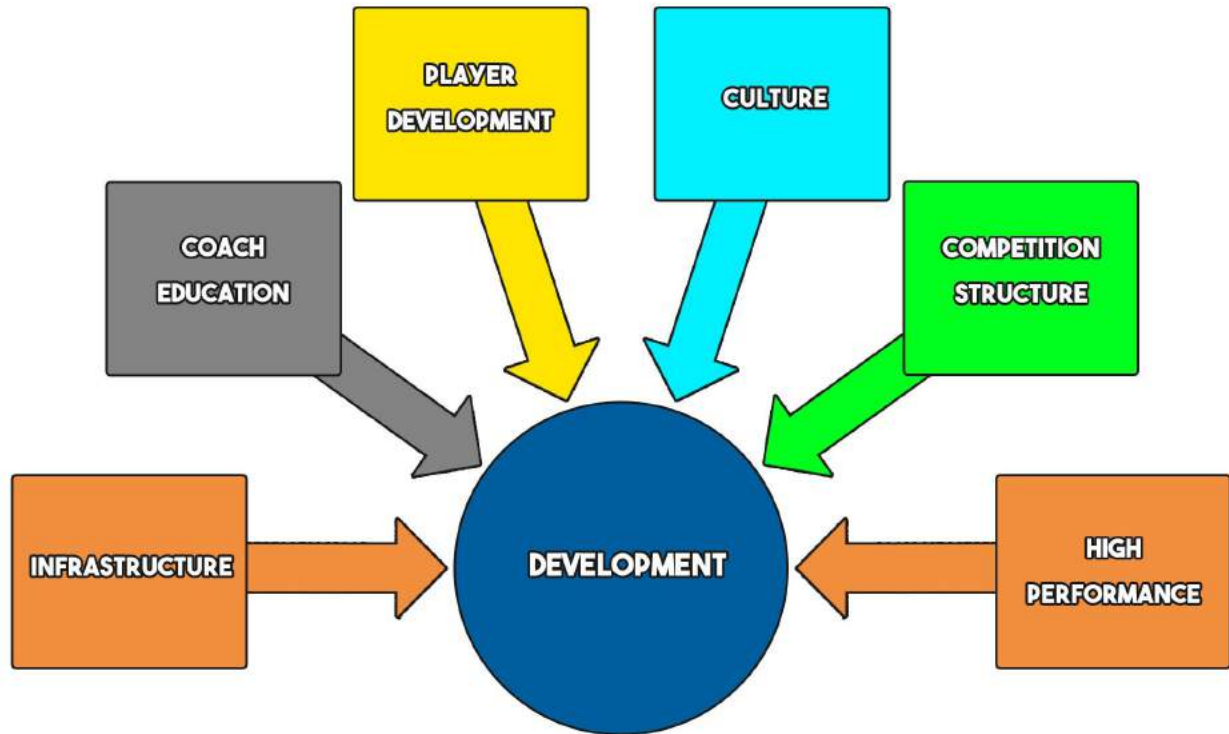 PLAYER
DEVELOPMENT
CULTURE
COACH
EDUCATION
COMPETITION
STRUCTURE
INFRASTRUCTURE
DEVELOPMENT
HIGH
PERFORMANCE